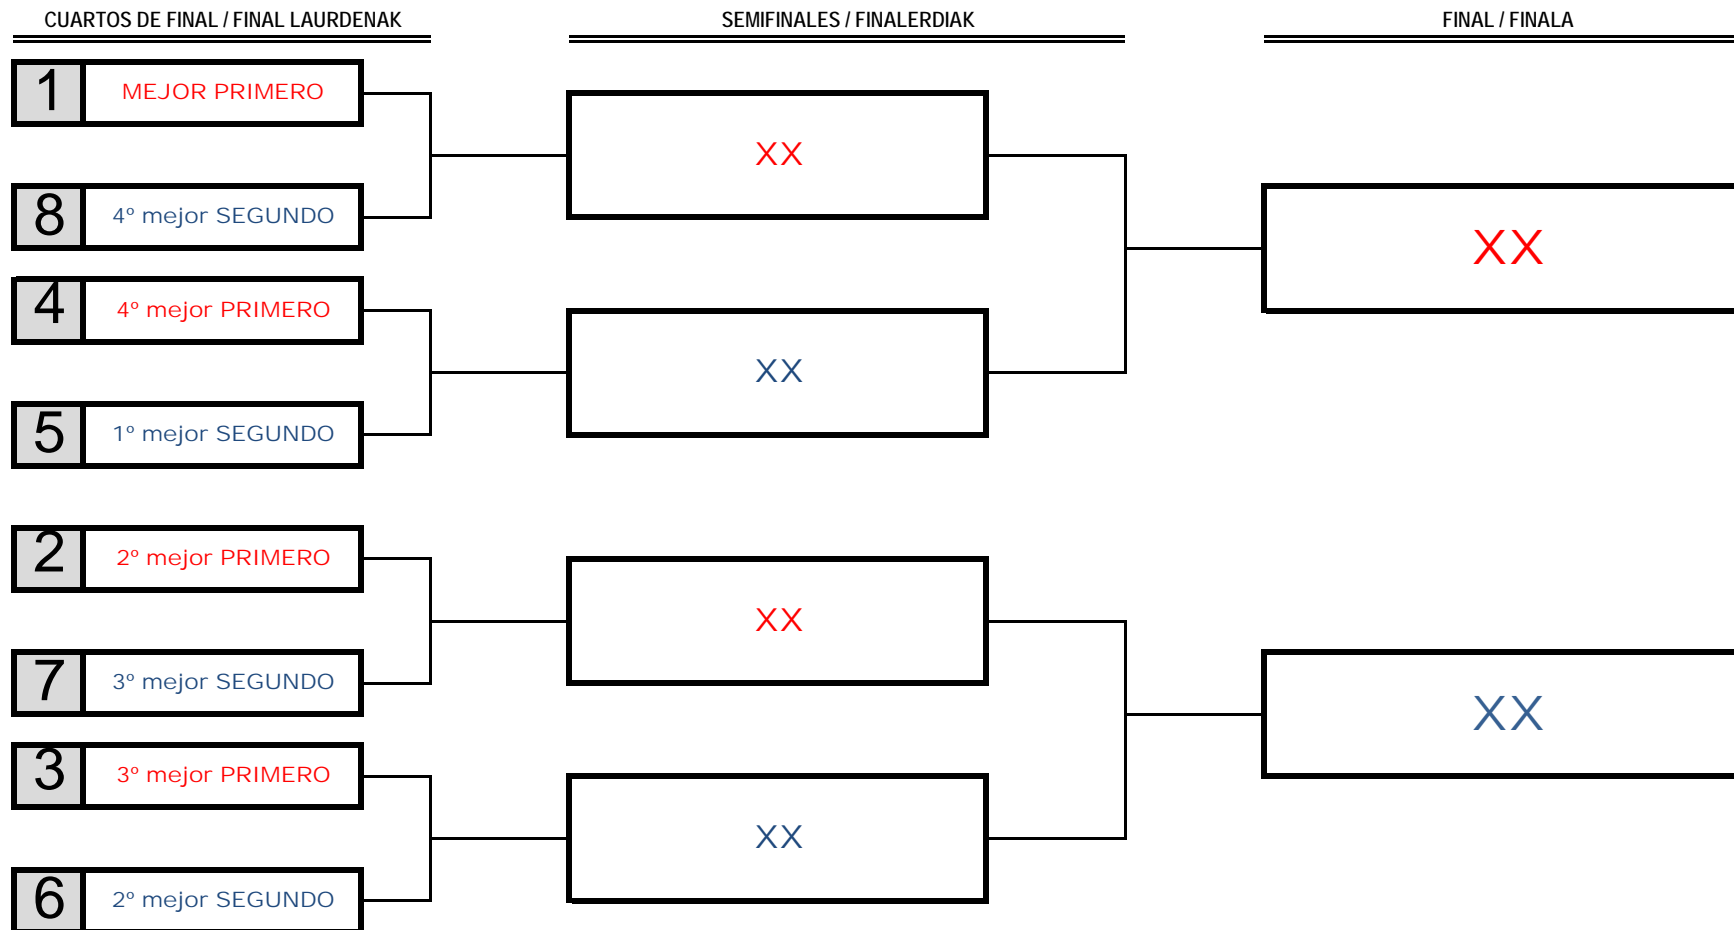 CUARTOS DE FINAL / FINAL LAURDENAK
SEMIFINALES / FINALERDIAK
FINAL / FINALA
1 MEJOR PRIMERO
XX
8 4º mejor SEGUNDO
XX
4 4º mejor PRIMERO
XX
5 1º mejor SEGUNDO
2 2º mejor PRIMERO
XX
7 3º mejor SEGUNDO
XX
3 3º mejor PRIMERO
XX
6 2º mejor SEGUNDO